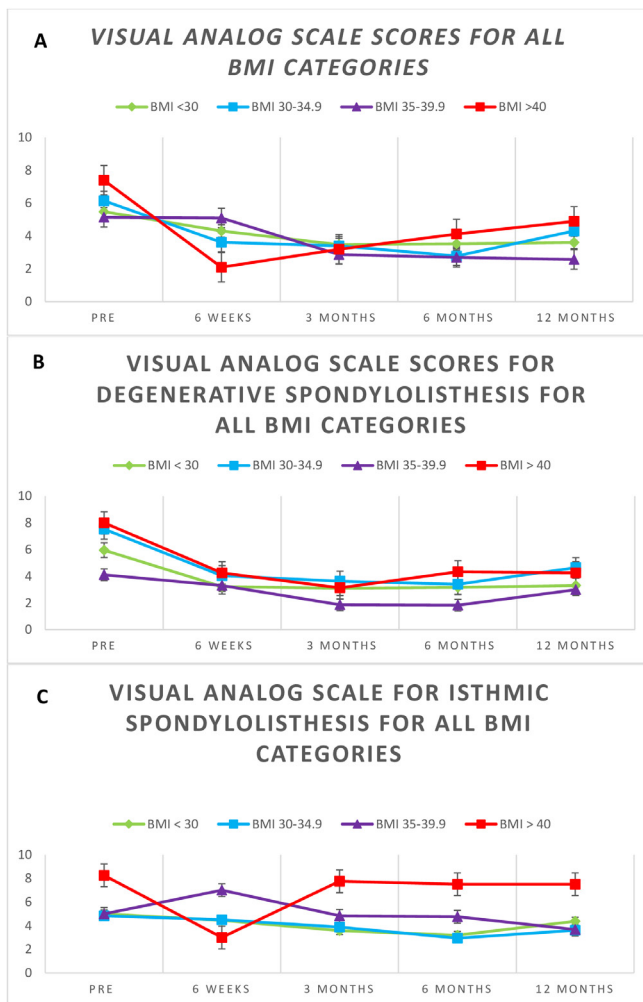 A
VISUAL ANALOG SCALE SCORES FOR ALL
BMI CATEGORIES
BMI <30 BMI 30-34.9 BMI 35-39.9 BMI >40
10
8
6
4
2
0
PRE 6 WEEKS 3 MONTHS 6 MONTHS 12 MONTHS
B
VISUAL ANALOG SCALE SCORES FOR
DEGENERATIVE SPONDYLOLISTHESIS FOR
ALL BMI CATEGORIES
BMI < 30 BMI 30-34.9 BMI 35-39.9 BMI > 40
10
8
6
4
2
0
PRE 6 WEEKS 3 MONTHS 6 MONTHS 12 MONTHS
C
VISUAL ANALOG SCALE FOR ISTHMIC
SPONDYLOLISTHESIS FOR ALL BMI
CATEGORIES
BMI < 30 BMI 30-34.9 BMI 35-39.9 BMI > 40
10
8
6
4
2
0
PRE 6 WEEKS 3 MONTHS 6 MONTHS 12 MONTHS